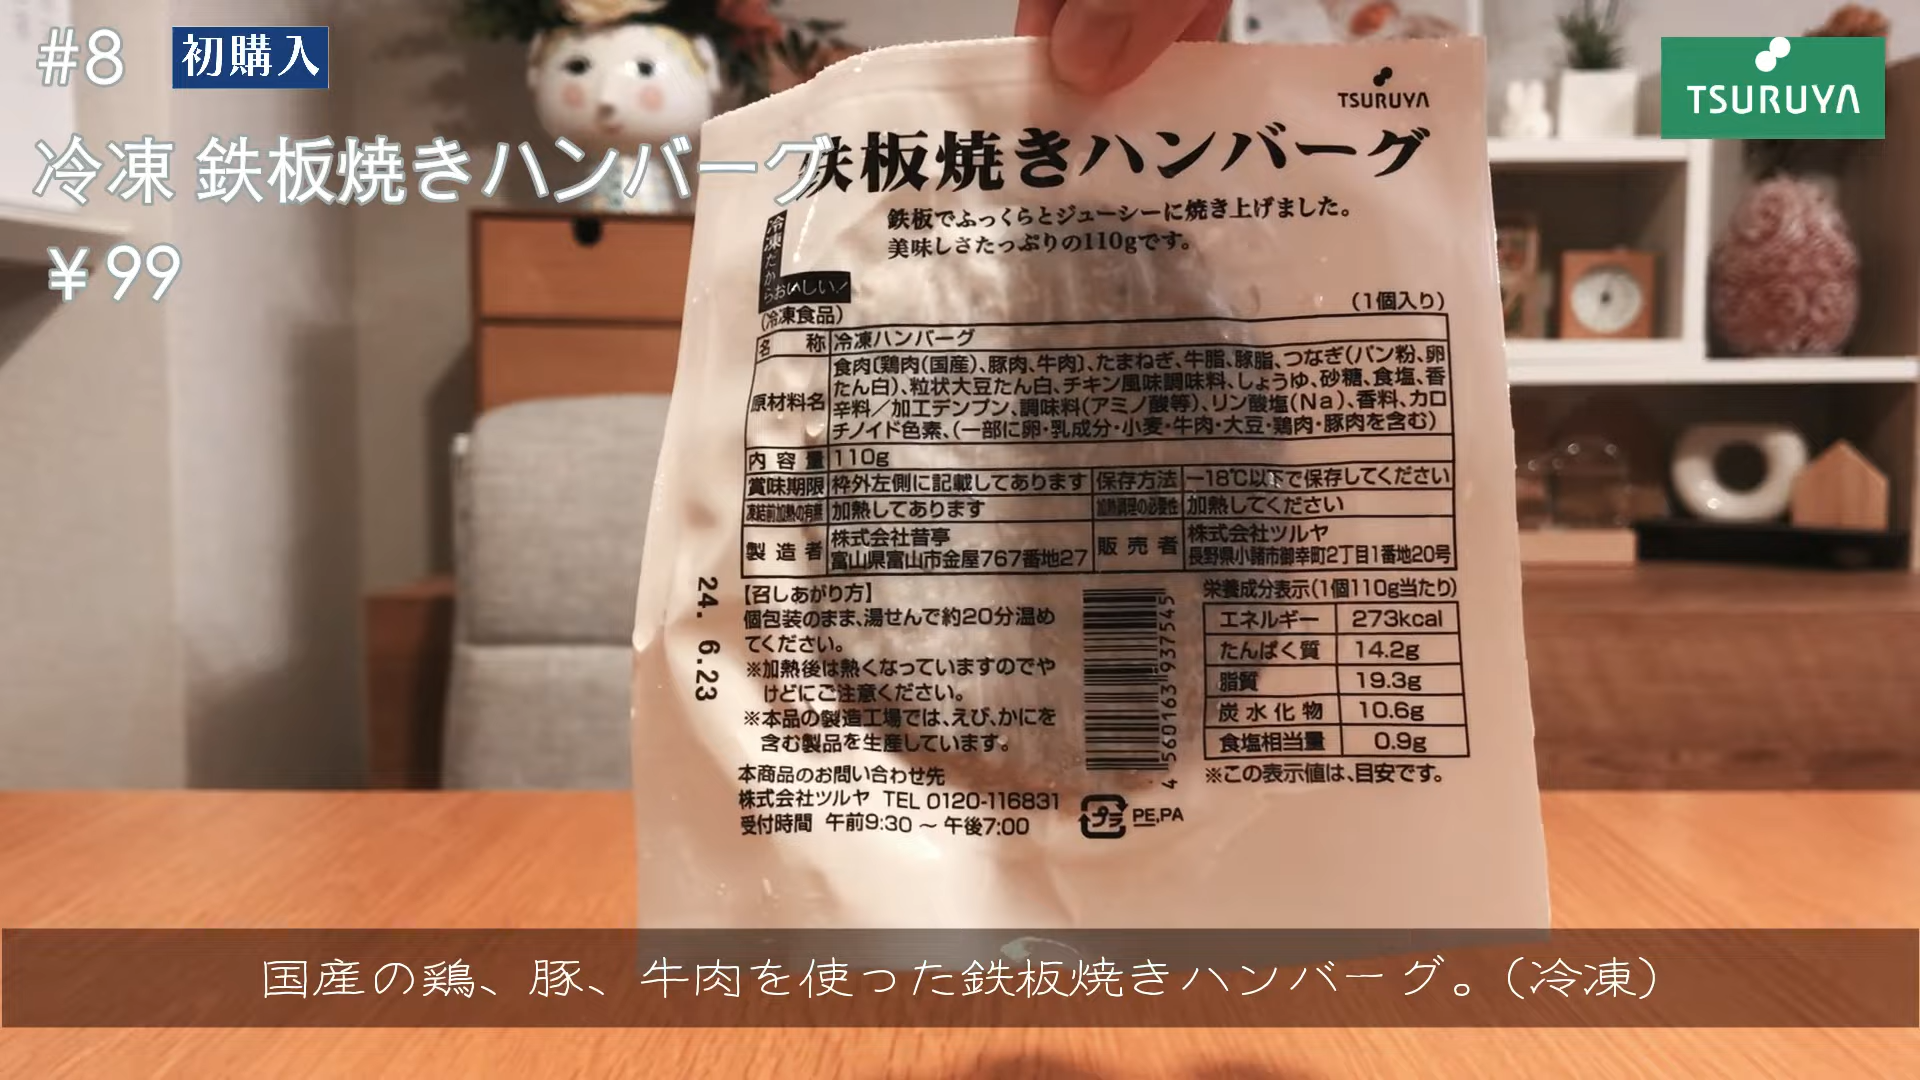 #8 初購入
TSURUYA
冷凍 鉄板焼きハンバーグ
￥99
TSURUYA
鉄板焼きハンバーグ
鉄板でふっくらとジューシーに焼き上げました。
美味しさたっぷりの110gです。
冷凍だからおいしい!
(冷凍食品)
(1個入り)
名称 冷凍ハンバーグ
原材料名 食肉〔鶏肉(国産)、豚肉、牛肉〕、たまねぎ、牛脂、豚脂、つなぎ(パン粉、卵
たん白)、粒状大豆たん白、チキン風味調味料、しょうゆ、砂糖、食塩、香
辛料／加工デンプン、調味料(アミノ酸等)、リン酸塩(Na)、香料、カロ
チノイド色素、(一部に卵・乳成分・小麦・牛肉・大豆・鶏肉・豚肉を含む)
内容量 110g
賞味期限 枠外左側に記載してあります 保存方法 −18℃以下で保存してください
凍結前加熱の有無 加熱してあります 加熱調理の必要性 加熱してください
製造者 株式会社昔亭
富山県富山市金屋767番地27
販売者 株式会社ツルヤ
長野県小諸市御幸町2丁目1番地20号
24. 6.23
【召しあがり方】
個包装のまま、湯せんで約20分温め
てください。
※加熱後は熱くなっていますのでや
けどにご注意ください。
※本品の製造工場では、えび、かにを
含む製品を生産しています。
本商品のお問い合わせ先
株式会社ツルヤ TEL 0120-116831
受付時間 午前9:30 ～ 午後7:00
4 560163 937545
プラ PE,PA
栄養成分表示(1個110g当たり)
エネルギー 273kcal
たんぱく質 14.2g
脂質 19.3g
炭水化物 10.6g
食塩相当量 0.9g
※この表示値は、目安です。
国産の鶏、豚、牛肉を使った鉄板焼きハンバーグ。（冷凍）